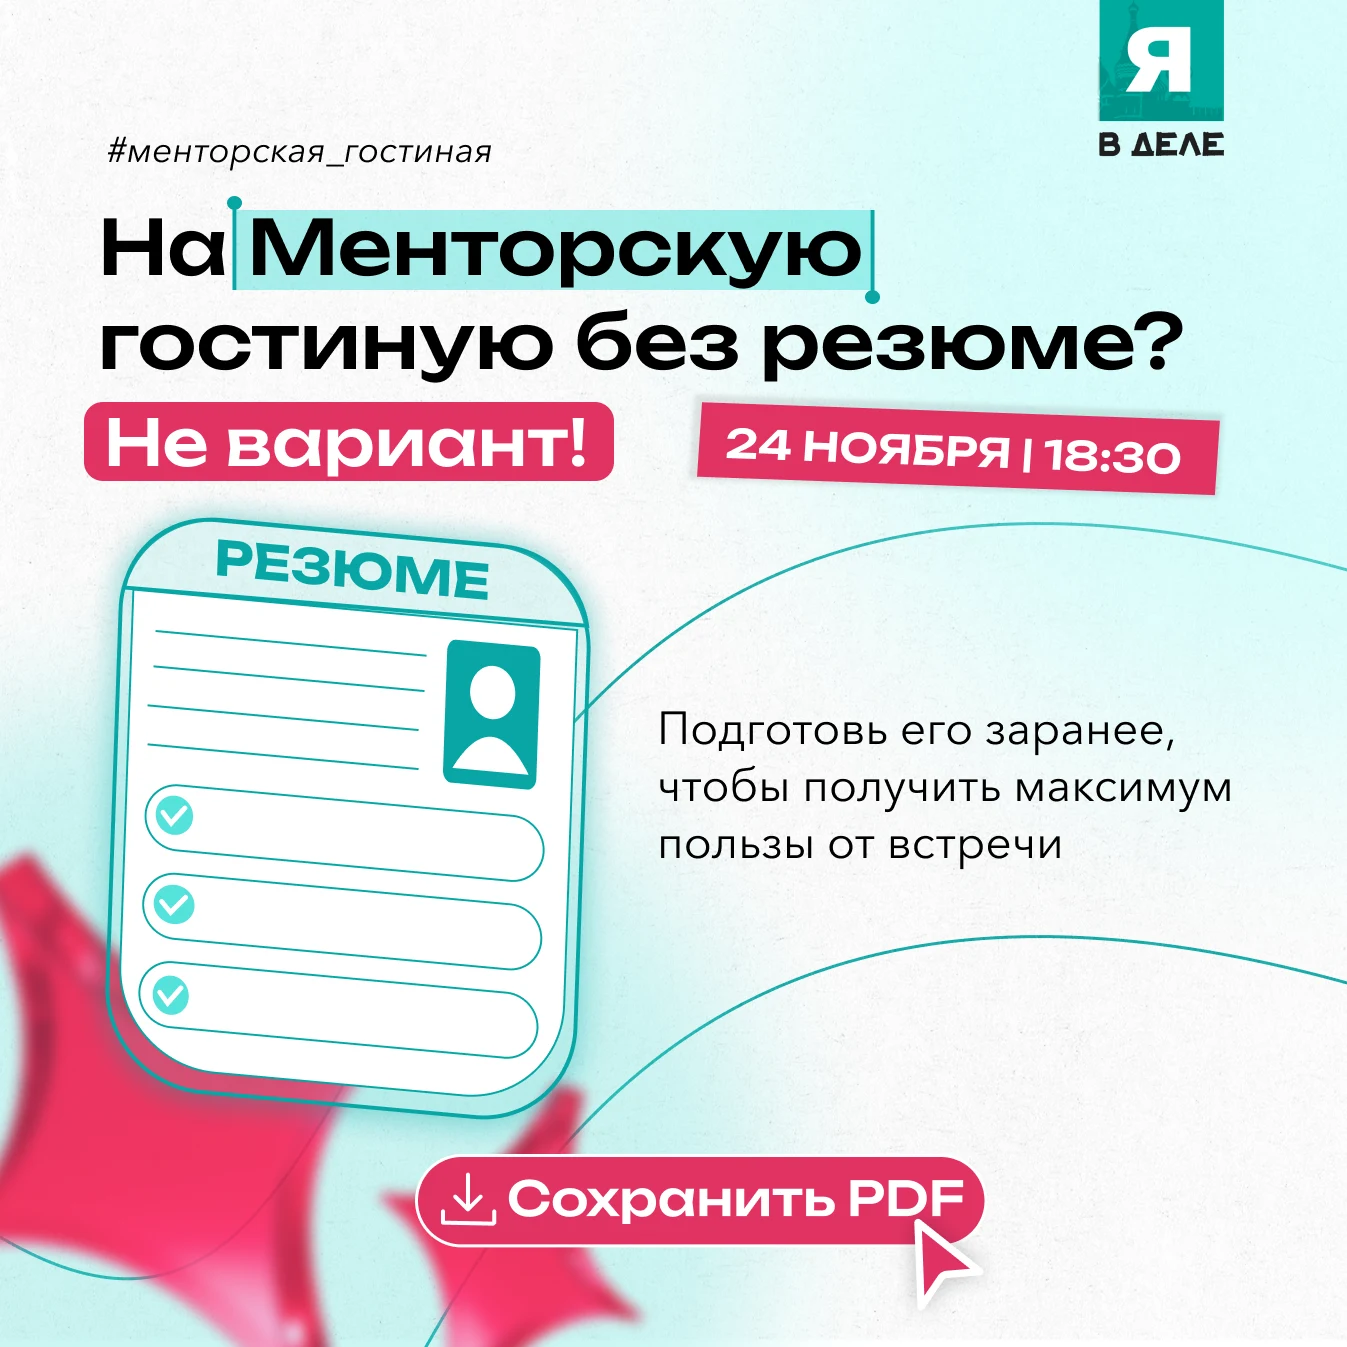 Я
В ДЕЛЕ
#менторская_гостиная
На Менторскую
гостиную без резюме?
Не вариант!
24 НОЯБРЯ | 18:30
РЕЗЮМЕ
Подготовь его заранее,
чтобы получить максимум
пользы от встречи
Сохранить PDF